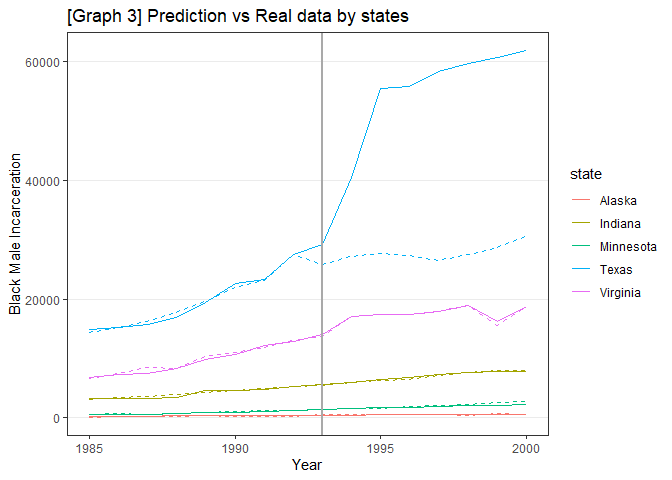 [Graph 3] Prediction vs Real data by states
60000
40000
20000
0
Black Male Incarceration
1985
1990
1995
2000
Year
state
Alaska
Indiana
Minnesota
Texas
Virginia